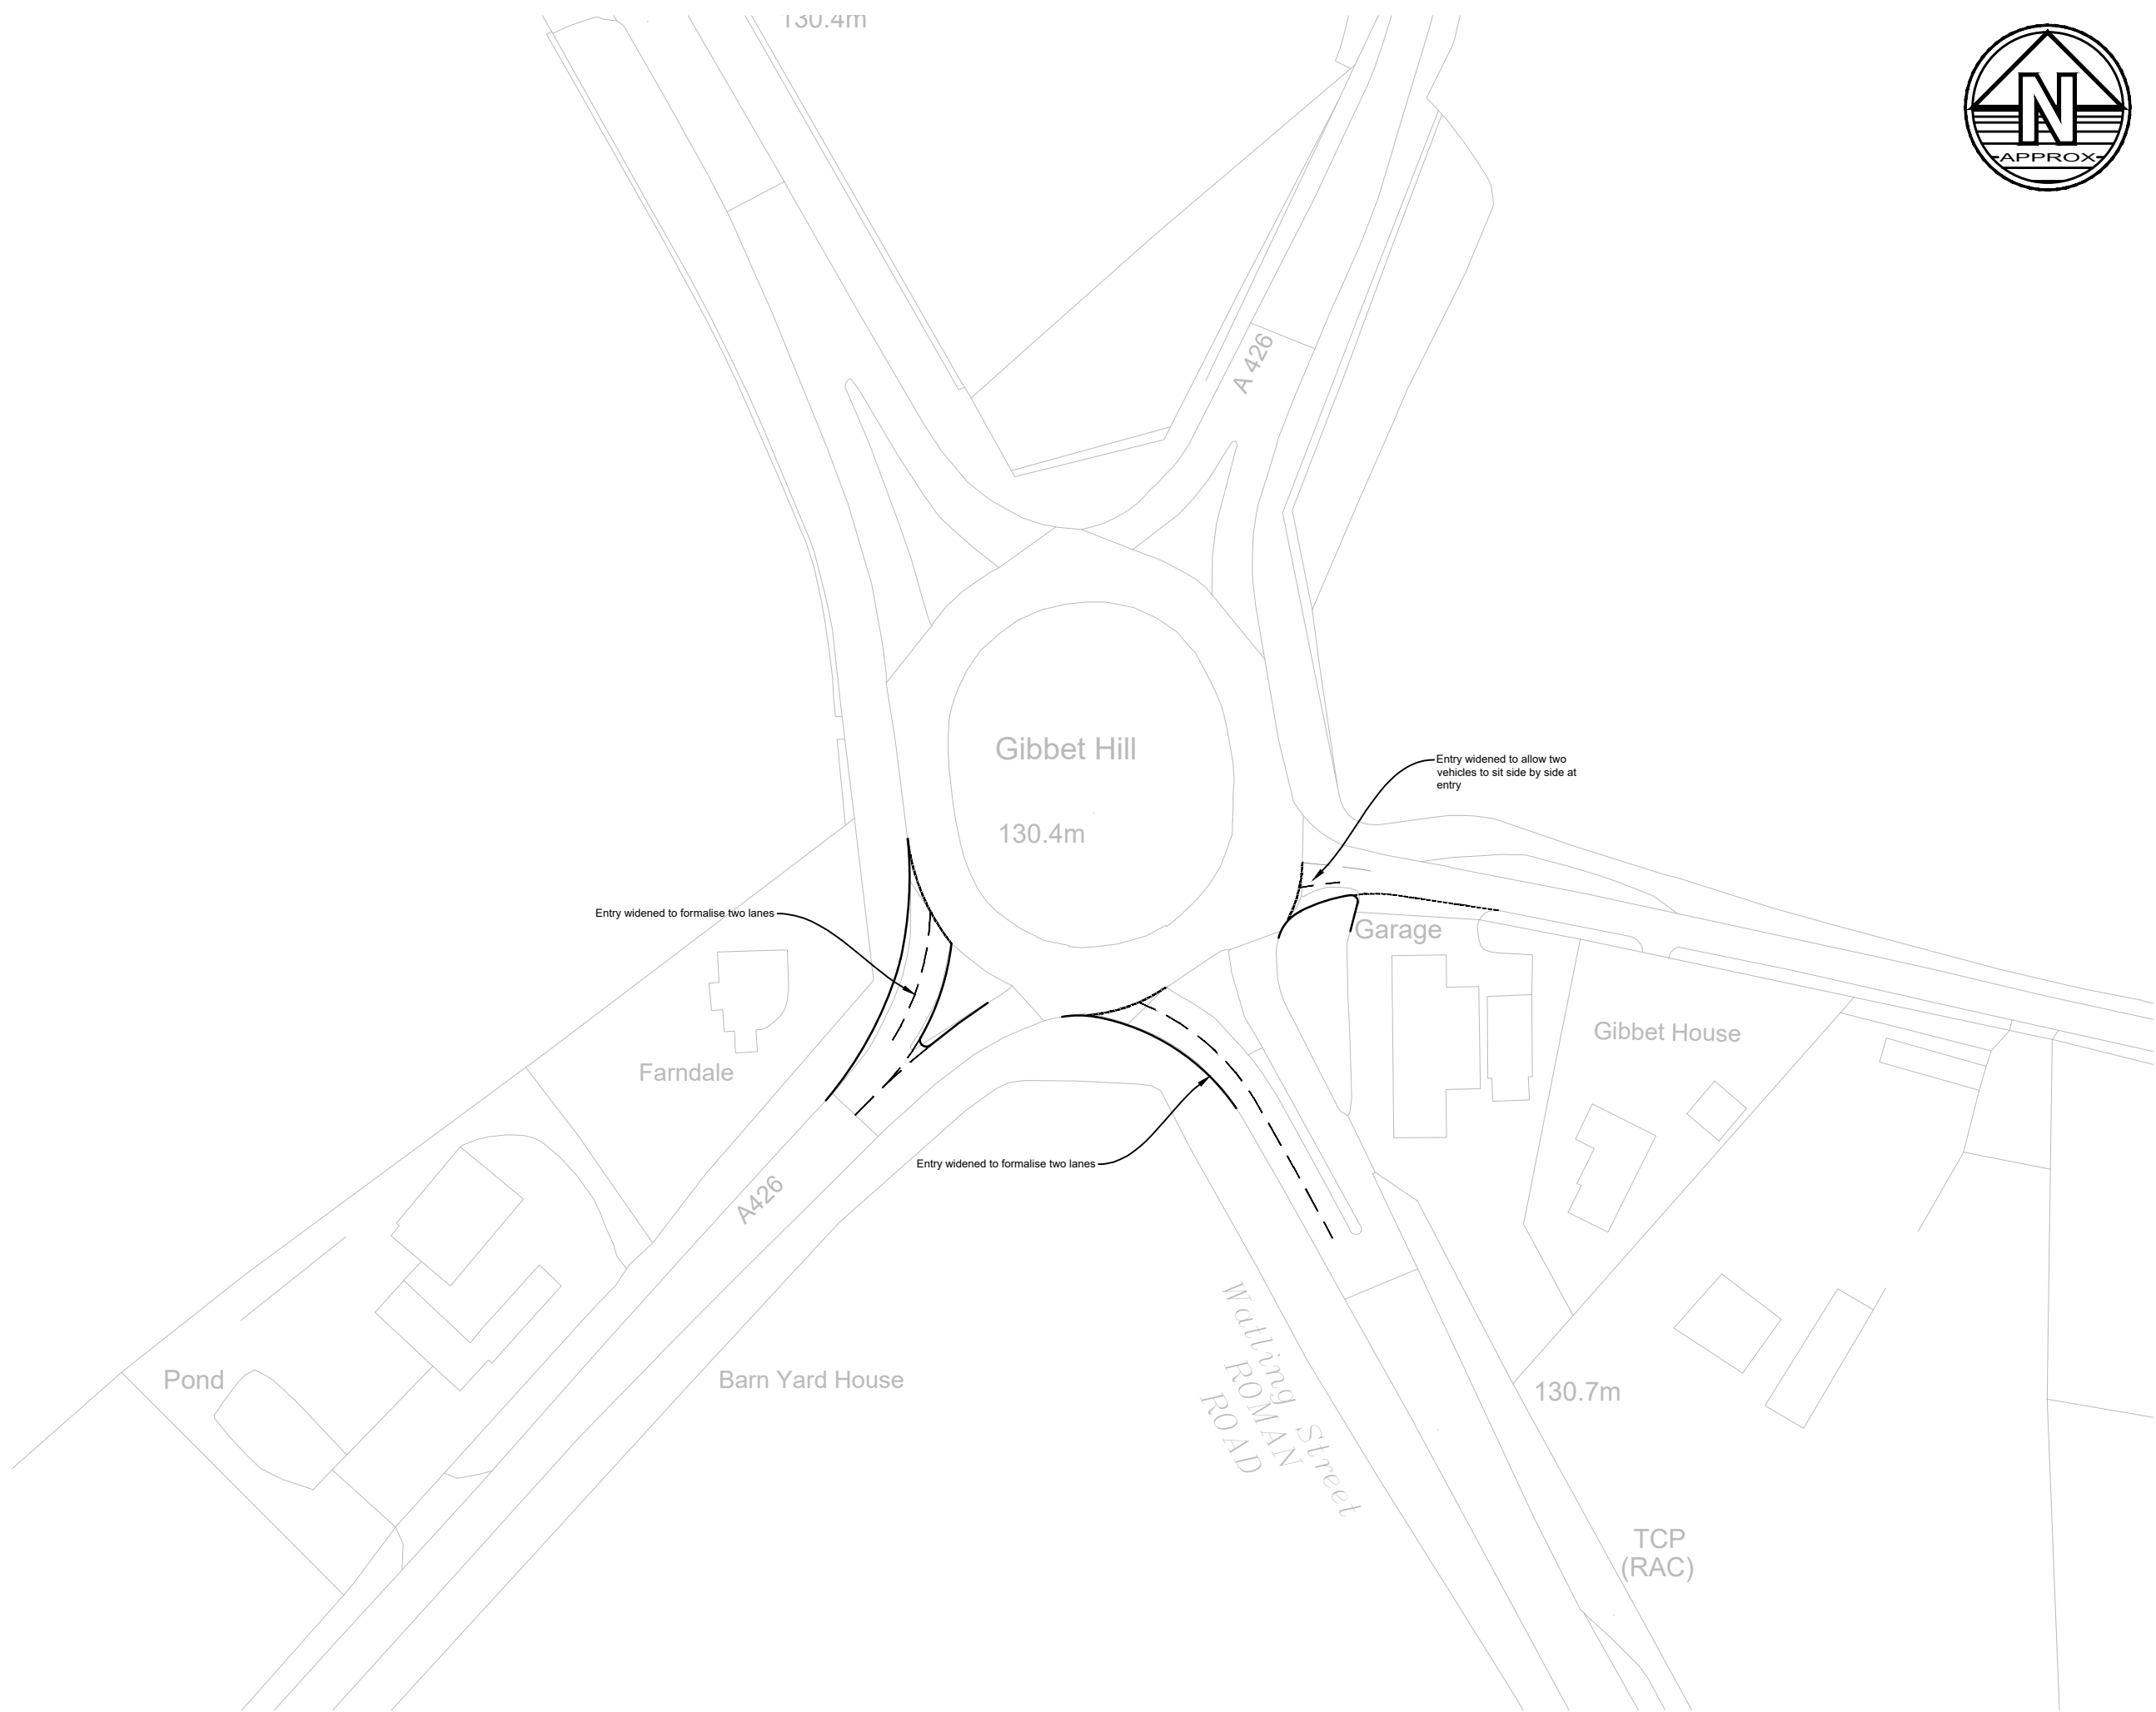 130.4m
N
APPROX
A 426
Gibbet Hill
130.4m
Entry widened to allow two
vehicles to sit side by side at
entry
Entry widened to formalise two lanes
Garage
Gibbet House
Farndale
Entry widened to formalise two lanes
A426
Watling Street
ROMAN
ROAD
Pond
Barn Yard House
130.7m
TCP
(RAC)